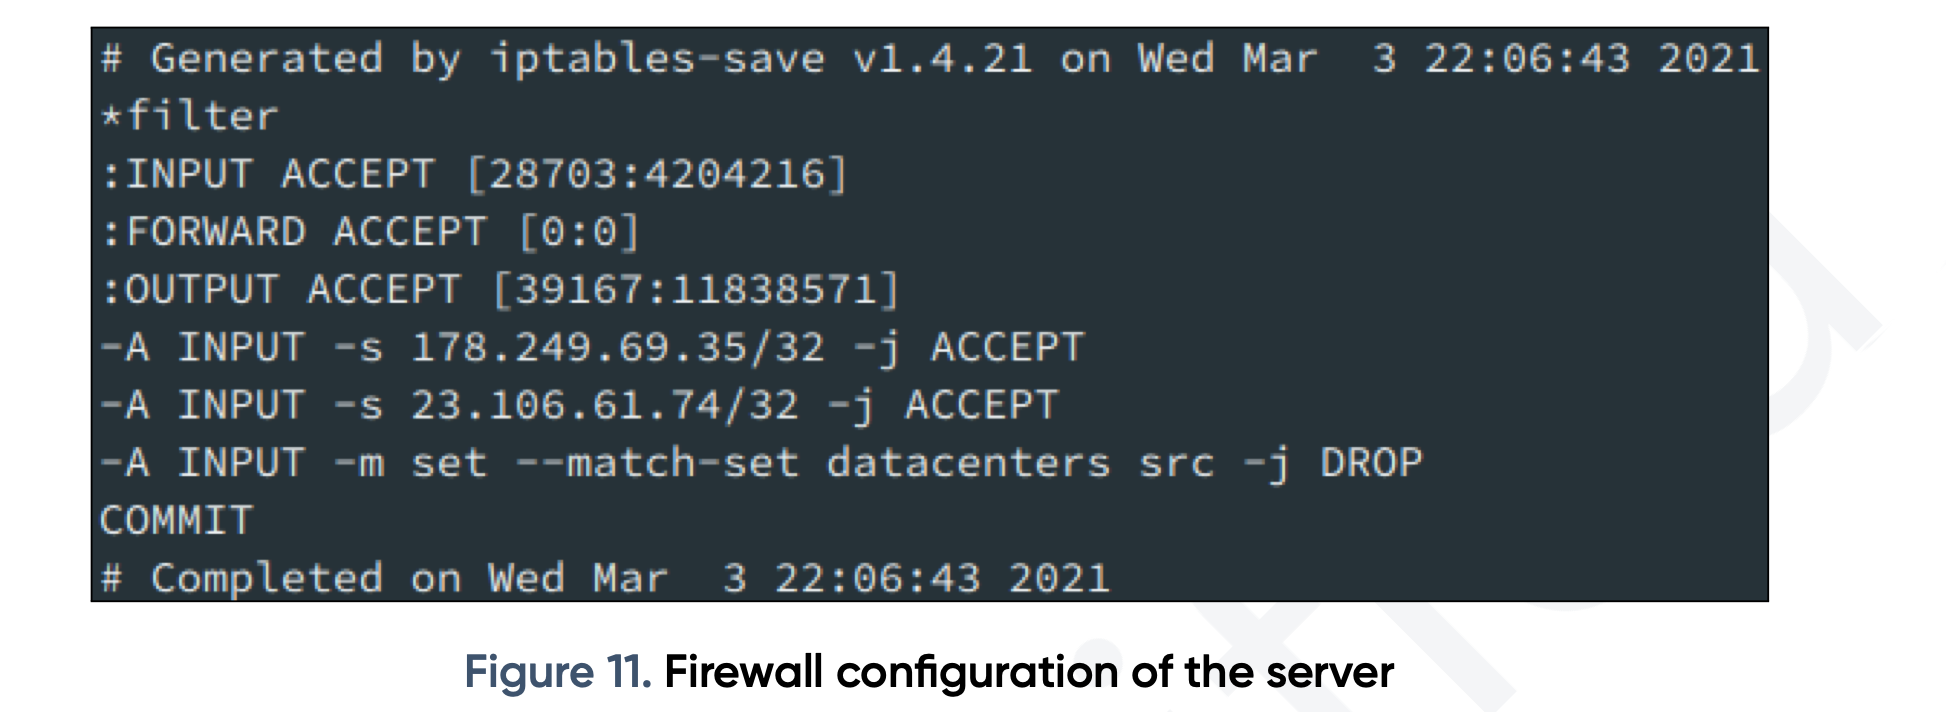 # Generated by iptables-save v1.4.21 on Wed Mar  3 22:06:43 2021
*filter
:INPUT ACCEPT [28703:4204216]
:FORWARD ACCEPT [0:0]
:OUTPUT ACCEPT [39167:11838571]
-A INPUT -s 178.249.69.35/32 -j ACCEPT
-A INPUT -s 23.106.61.74/32 -j ACCEPT
-A INPUT -m set --match-set datacenters src -j DROP
COMMIT
# Completed on Wed Mar  3 22:06:43 2021
Figure 11. Firewall configuration of the server